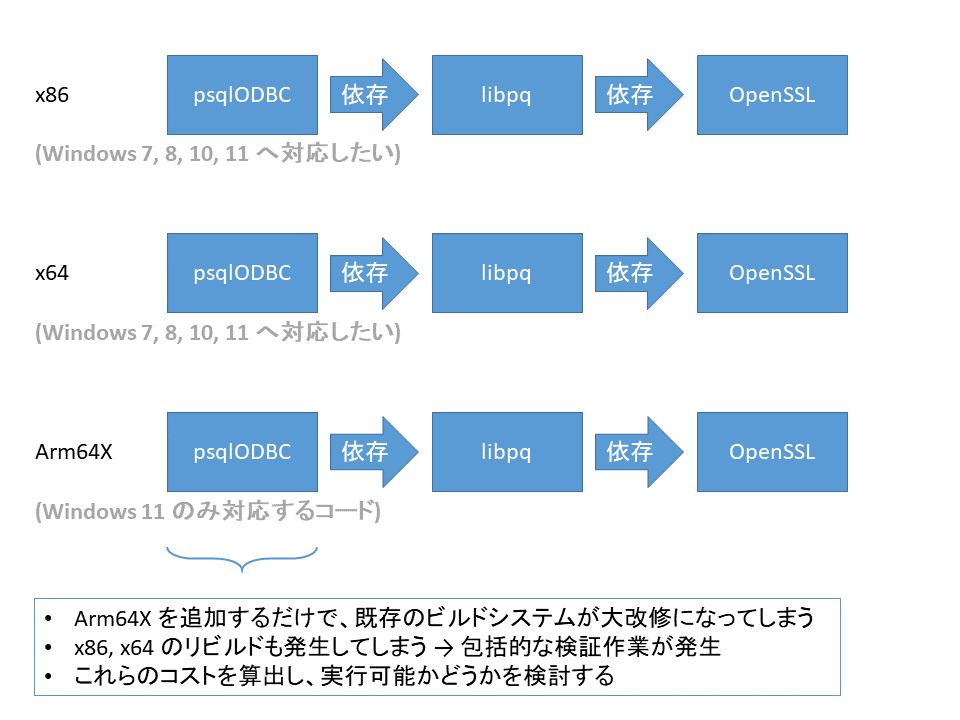 x86
psqlODBC
依存
libpq
依存
OpenSSL
(Windows 7, 8, 10, 11 へ対応したい)
x64
psqlODBC
依存
libpq
依存
OpenSSL
(Windows 7, 8, 10, 11 へ対応したい)
Arm64X
psqlODBC
依存
libpq
依存
OpenSSL
(Windows 11 のみ対応するコード)
• Arm64X を追加するだけで、既存のビルドシステムが大改修になってしまう
• x86, x64 のリビルドも発生してしまう → 包括的な検証作業が発生
• これらのコストを算出し、実行可能かどうかを検討する